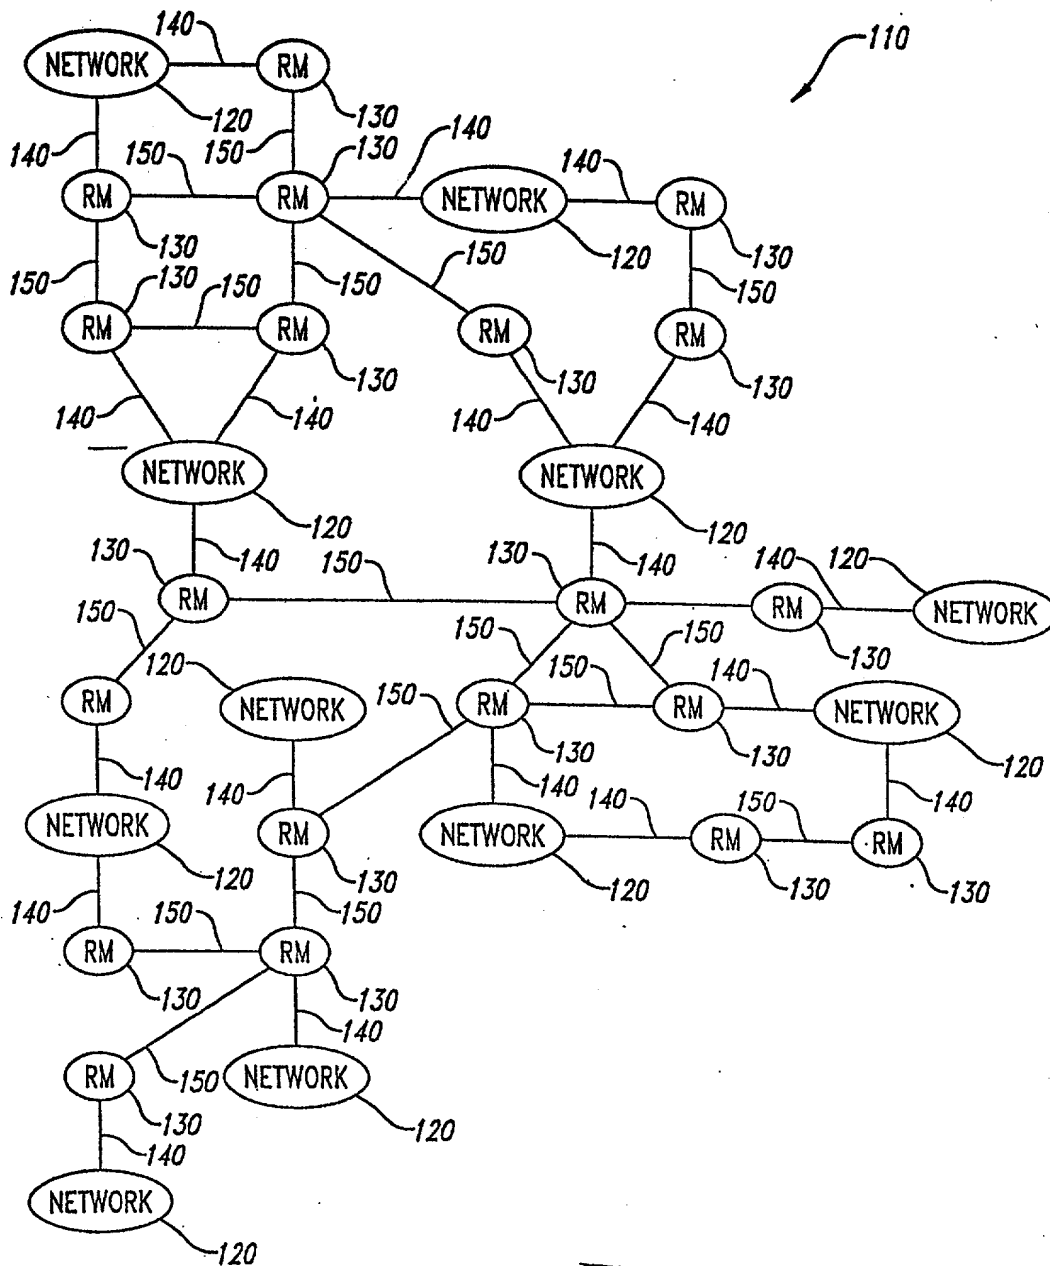 140
110
NETWORK RM
120 130
140 150 150 130 140 140
RM RM NETWORK RM
130 150 120 130
150 130 150 150 150
RM RM RM RM
130 130 130
140 140 140 140
NETWORK NETWORK
120 120
130 140 150 130 140 140 120
RM RM RM NETWORK
150 150 150 130
120 150 140
RM NETWORK 150 RM RM NETWORK
130 130 120
140 140 140 140 150 140
NETWORK RM NETWORK RM RM
120 130 120 130 130
140 150 150
RM RM
130 130
140
RM 150 NETWORK
130 120
140
NETWORK
120